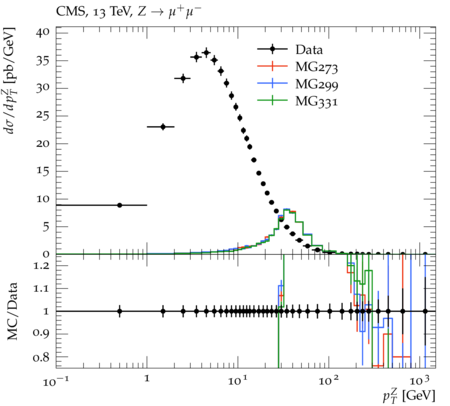 CMS, 13 TeV, Z → μ⁺μ⁻
dσ/dp_T^Z [pb/GeV]
40
35
30
25
20
15
10
5
0
Data
MG273
MG299
MG331
MC/Data
1.2
1.1
1
0.9
0.8
10⁻¹
1
10¹
10²
10³
p_T^Z [GeV]